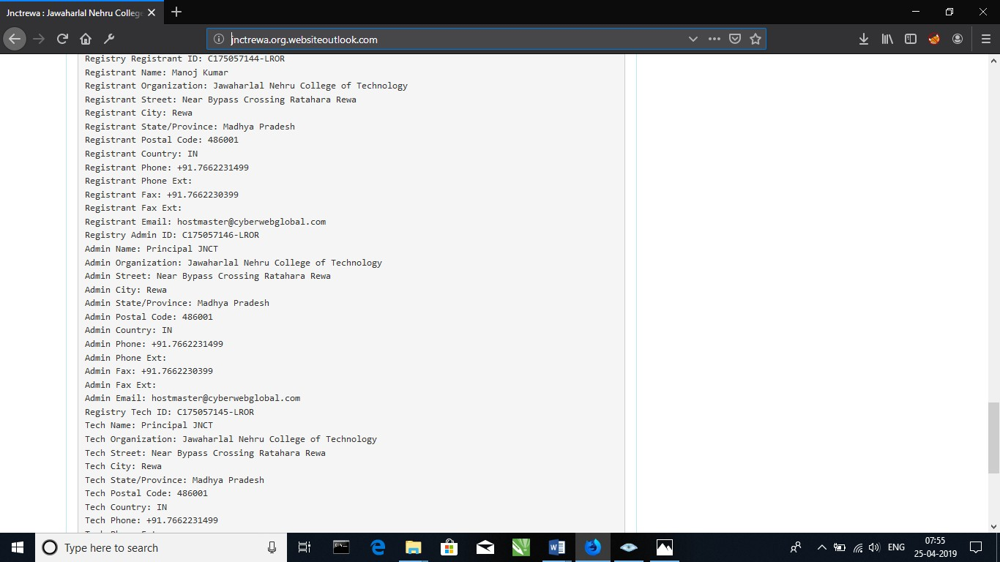 Jnctrewa : Jawaharlal Nehru College
jnctrewa.org.websiteoutlook.com
Registry Registrant ID: C175057144-LROR
Registrant Name: Manoj Kumar
Registrant Organization: Jawaharlal Nehru College of Technology
Registrant Street: Near Bypass Crossing Ratahara Rewa
Registrant City: Rewa
Registrant State/Province: Madhya Pradesh
Registrant Postal Code: 486001
Registrant Country: IN
Registrant Phone: +91.7662231499
Registrant Phone Ext:
Registrant Fax: +91.7662230399
Registrant Fax Ext:
Registrant Email: hostmaster@cyberwebglobal.com
Registry Admin ID: C175057146-LROR
Admin Name: Principal JNCT
Admin Organization: Jawaharlal Nehru College of Technology
Admin Street: Near Bypass Crossing Ratahara Rewa
Admin City: Rewa
Admin State/Province: Madhya Pradesh
Admin Postal Code: 486001
Admin Country: IN
Admin Phone: +91.7662231499
Admin Phone Ext:
Admin Fax: +91.7662230399
Admin Fax Ext:
Admin Email: hostmaster@cyberwebglobal.com
Registry Tech ID: C175057145-LROR
Tech Name: Principal JNCT
Tech Organization: Jawaharlal Nehru College of Technology
Tech Street: Near Bypass Crossing Ratahara Rewa
Tech City: Rewa
Tech State/Province: Madhya Pradesh
Tech Postal Code: 486001
Tech Country: IN
Tech Phone: +91.7662231499
Type here to search
ENG
07:55
25-04-2019